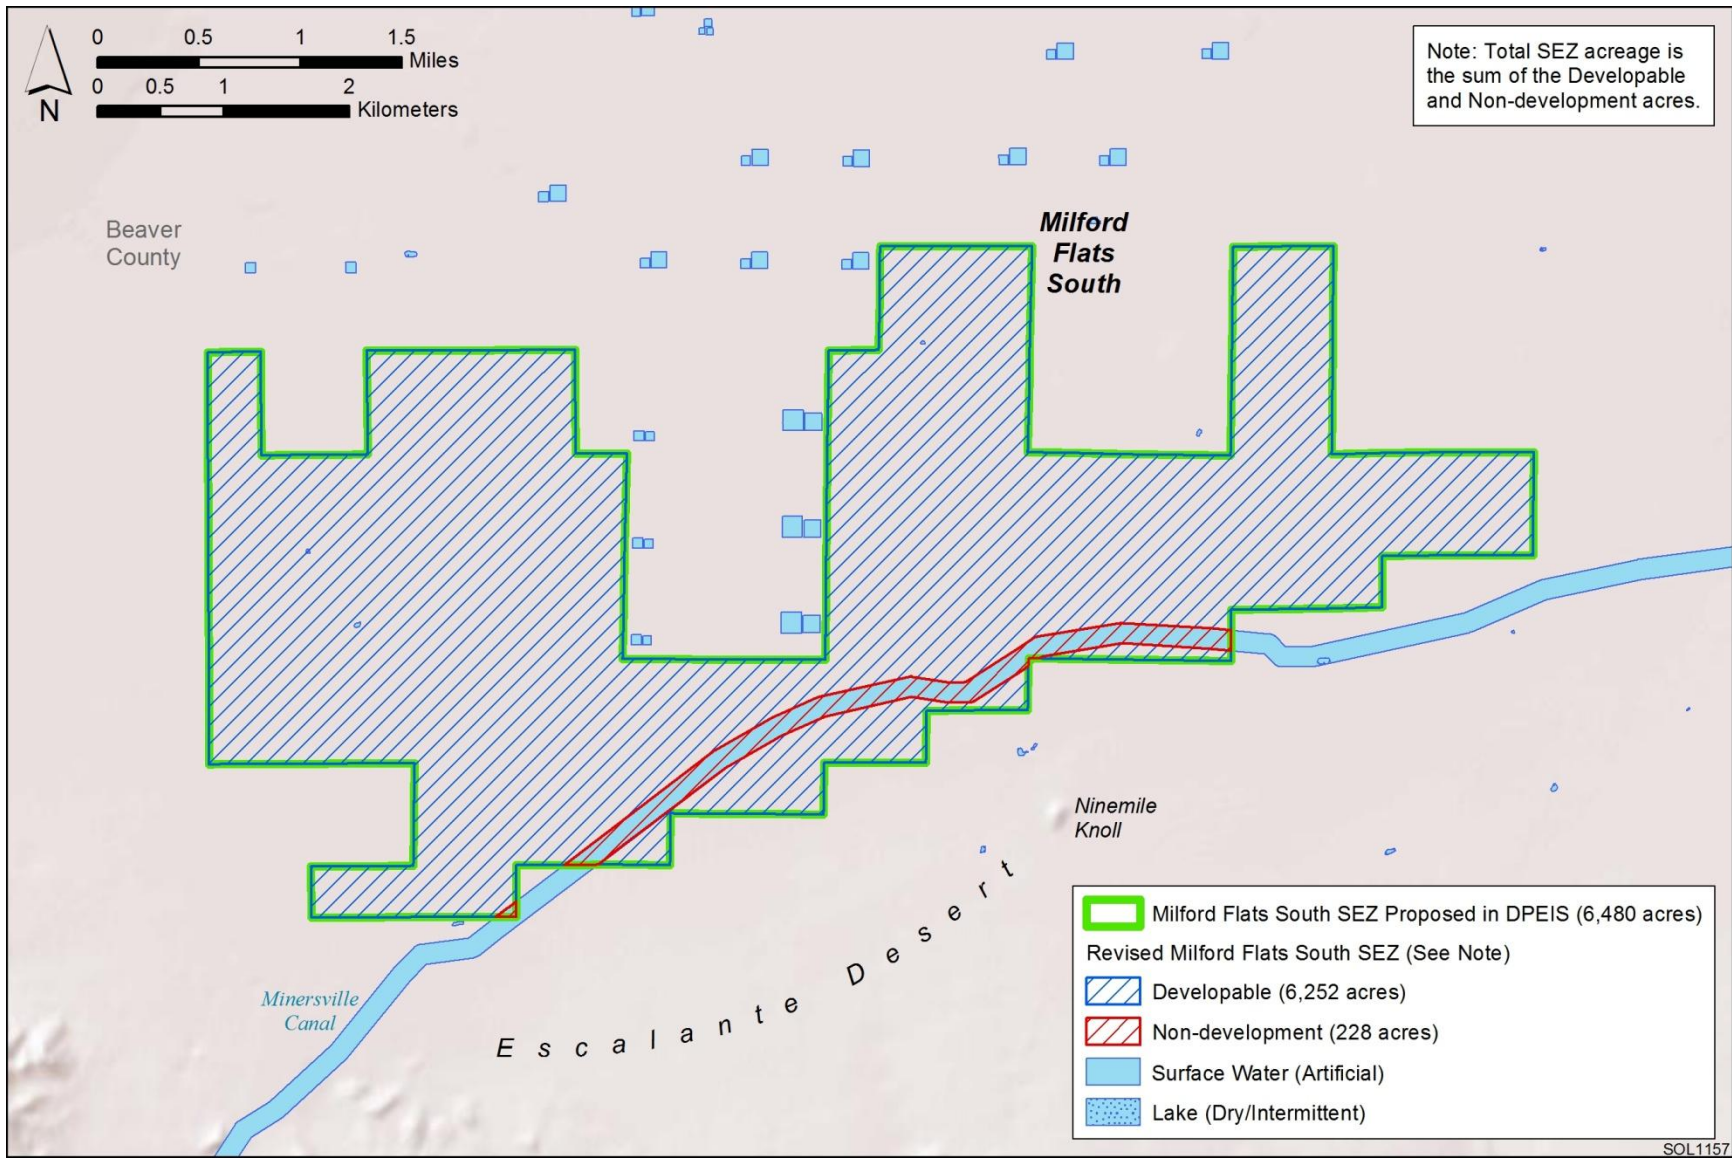 0 0.5 1 1.5
Miles
0 0.5 1 2
Kilometers
N
Note: Total SEZ acreage is
the sum of the Developable
and Non-development acres.
Beaver
County
Milford
Flats
South
Ninemile
Knoll
Escalante Desert
Minersville
Canal
Milford Flats South SEZ Proposed in DPEIS (6,480 acres)
Revised Milford Flats South SEZ (See Note)
Developable (6,252 acres)
Non-development (228 acres)
Surface Water (Artificial)
Lake (Dry/Intermittent)
SOL1157